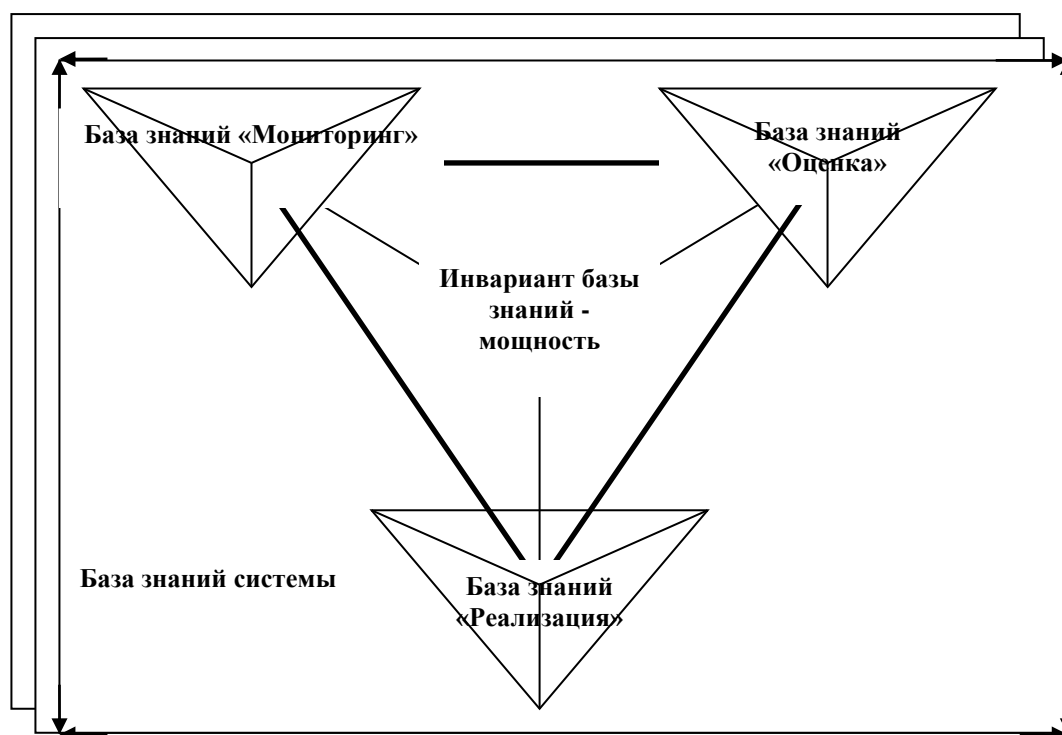 База знаний «Мониторинг»
База знаний
«Оценка»
Инвариант базы
знаний -
мощность
База знаний системы
База знаний
«Реализация»